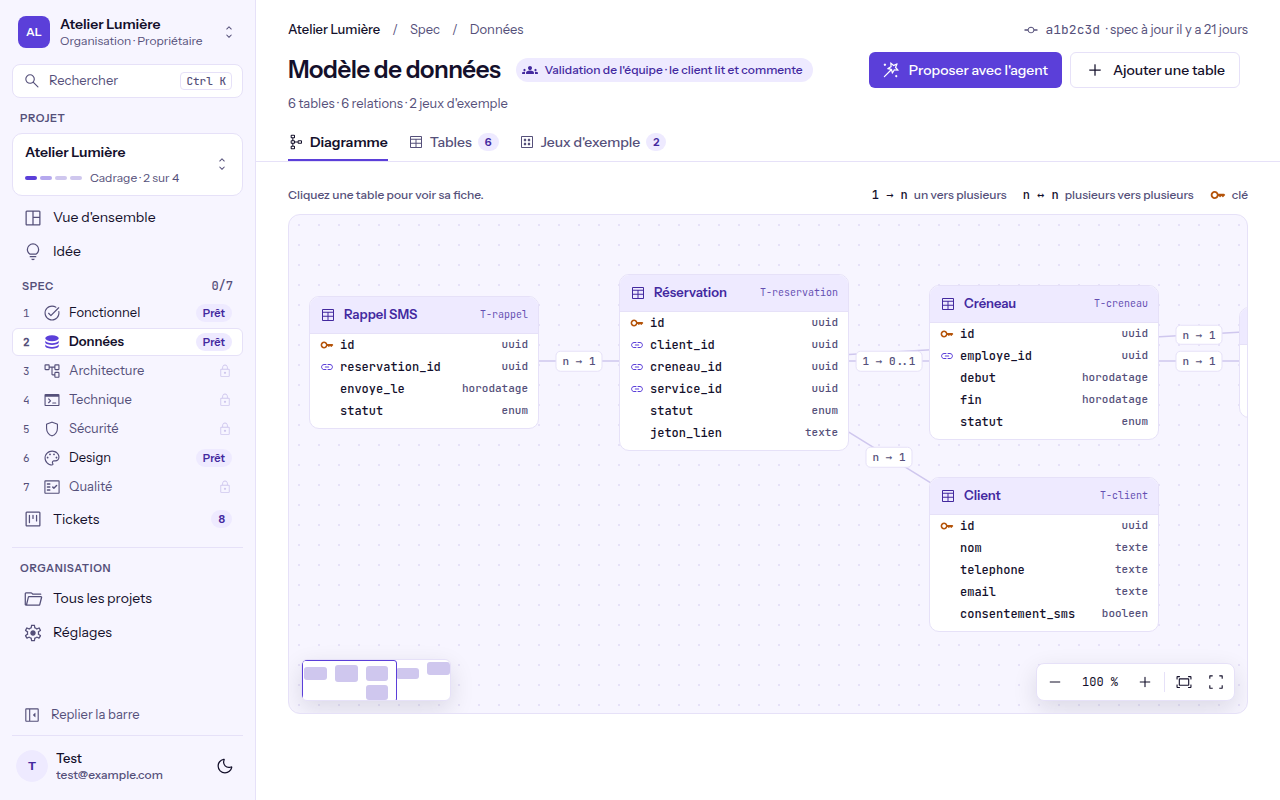 AL
Atelier Lumière
Organisation · Propriétaire
Rechercher
Ctrl K
PROJET
Atelier Lumière
Cadrage · 2 sur 4
Vue d'ensemble
Idée
SPEC 0/7
1 Fonctionnel Prêt
2 Données Prêt
3 Architecture
4 Technique
5 Sécurité
6 Design Prêt
7 Qualité
Tickets 8
ORGANISATION
Tous les projets
Réglages
Replier la barre
T
Test
test@example.com
Atelier Lumière / Spec / Données
a1b2c3d · spec à jour il y a 21 jours
Modèle de données
Validation de l'équipe · le client lit et commente
Proposer avec l'agent
Ajouter une table
6 tables · 6 relations · 2 jeux d'exemple
Diagramme
Tables 6
Jeux d'exemple 2
Cliquez une table pour voir sa fiche.
1 → n un vers plusieurs
n ↔ n plusieurs vers plusieurs
clé
Rappel SMS T-rappel
id uuid
reservation_id uuid
envoye_le horodatage
statut enum
n → 1
Réservation T-reservation
id uuid
client_id uuid
creneau_id uuid
service_id uuid
statut enum
jeton_lien texte
1 → 0..1
n → 1
Créneau T-creneau
id uuid
employe_id uuid
debut horodatage
fin horodatage
statut enum
n → 1
n → 1
Client T-client
id uuid
nom texte
telephone texte
email texte
consentement_sms booleen
100 %